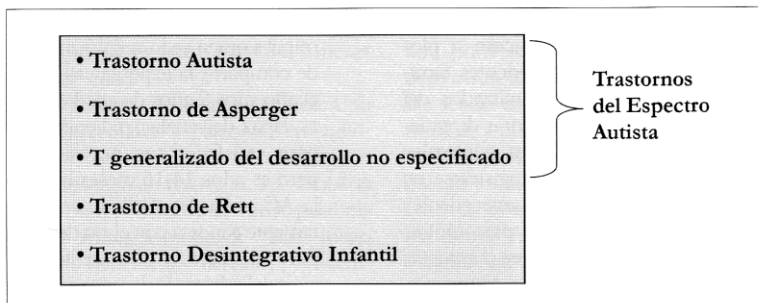 • Trastorno Autista
• Trastorno de Asperger
• T generalizado del desarrollo no especificado
• Trastorno de Rett
• Trastorno Desintegrativo Infantil
Trastornos
del Espectro
Autista